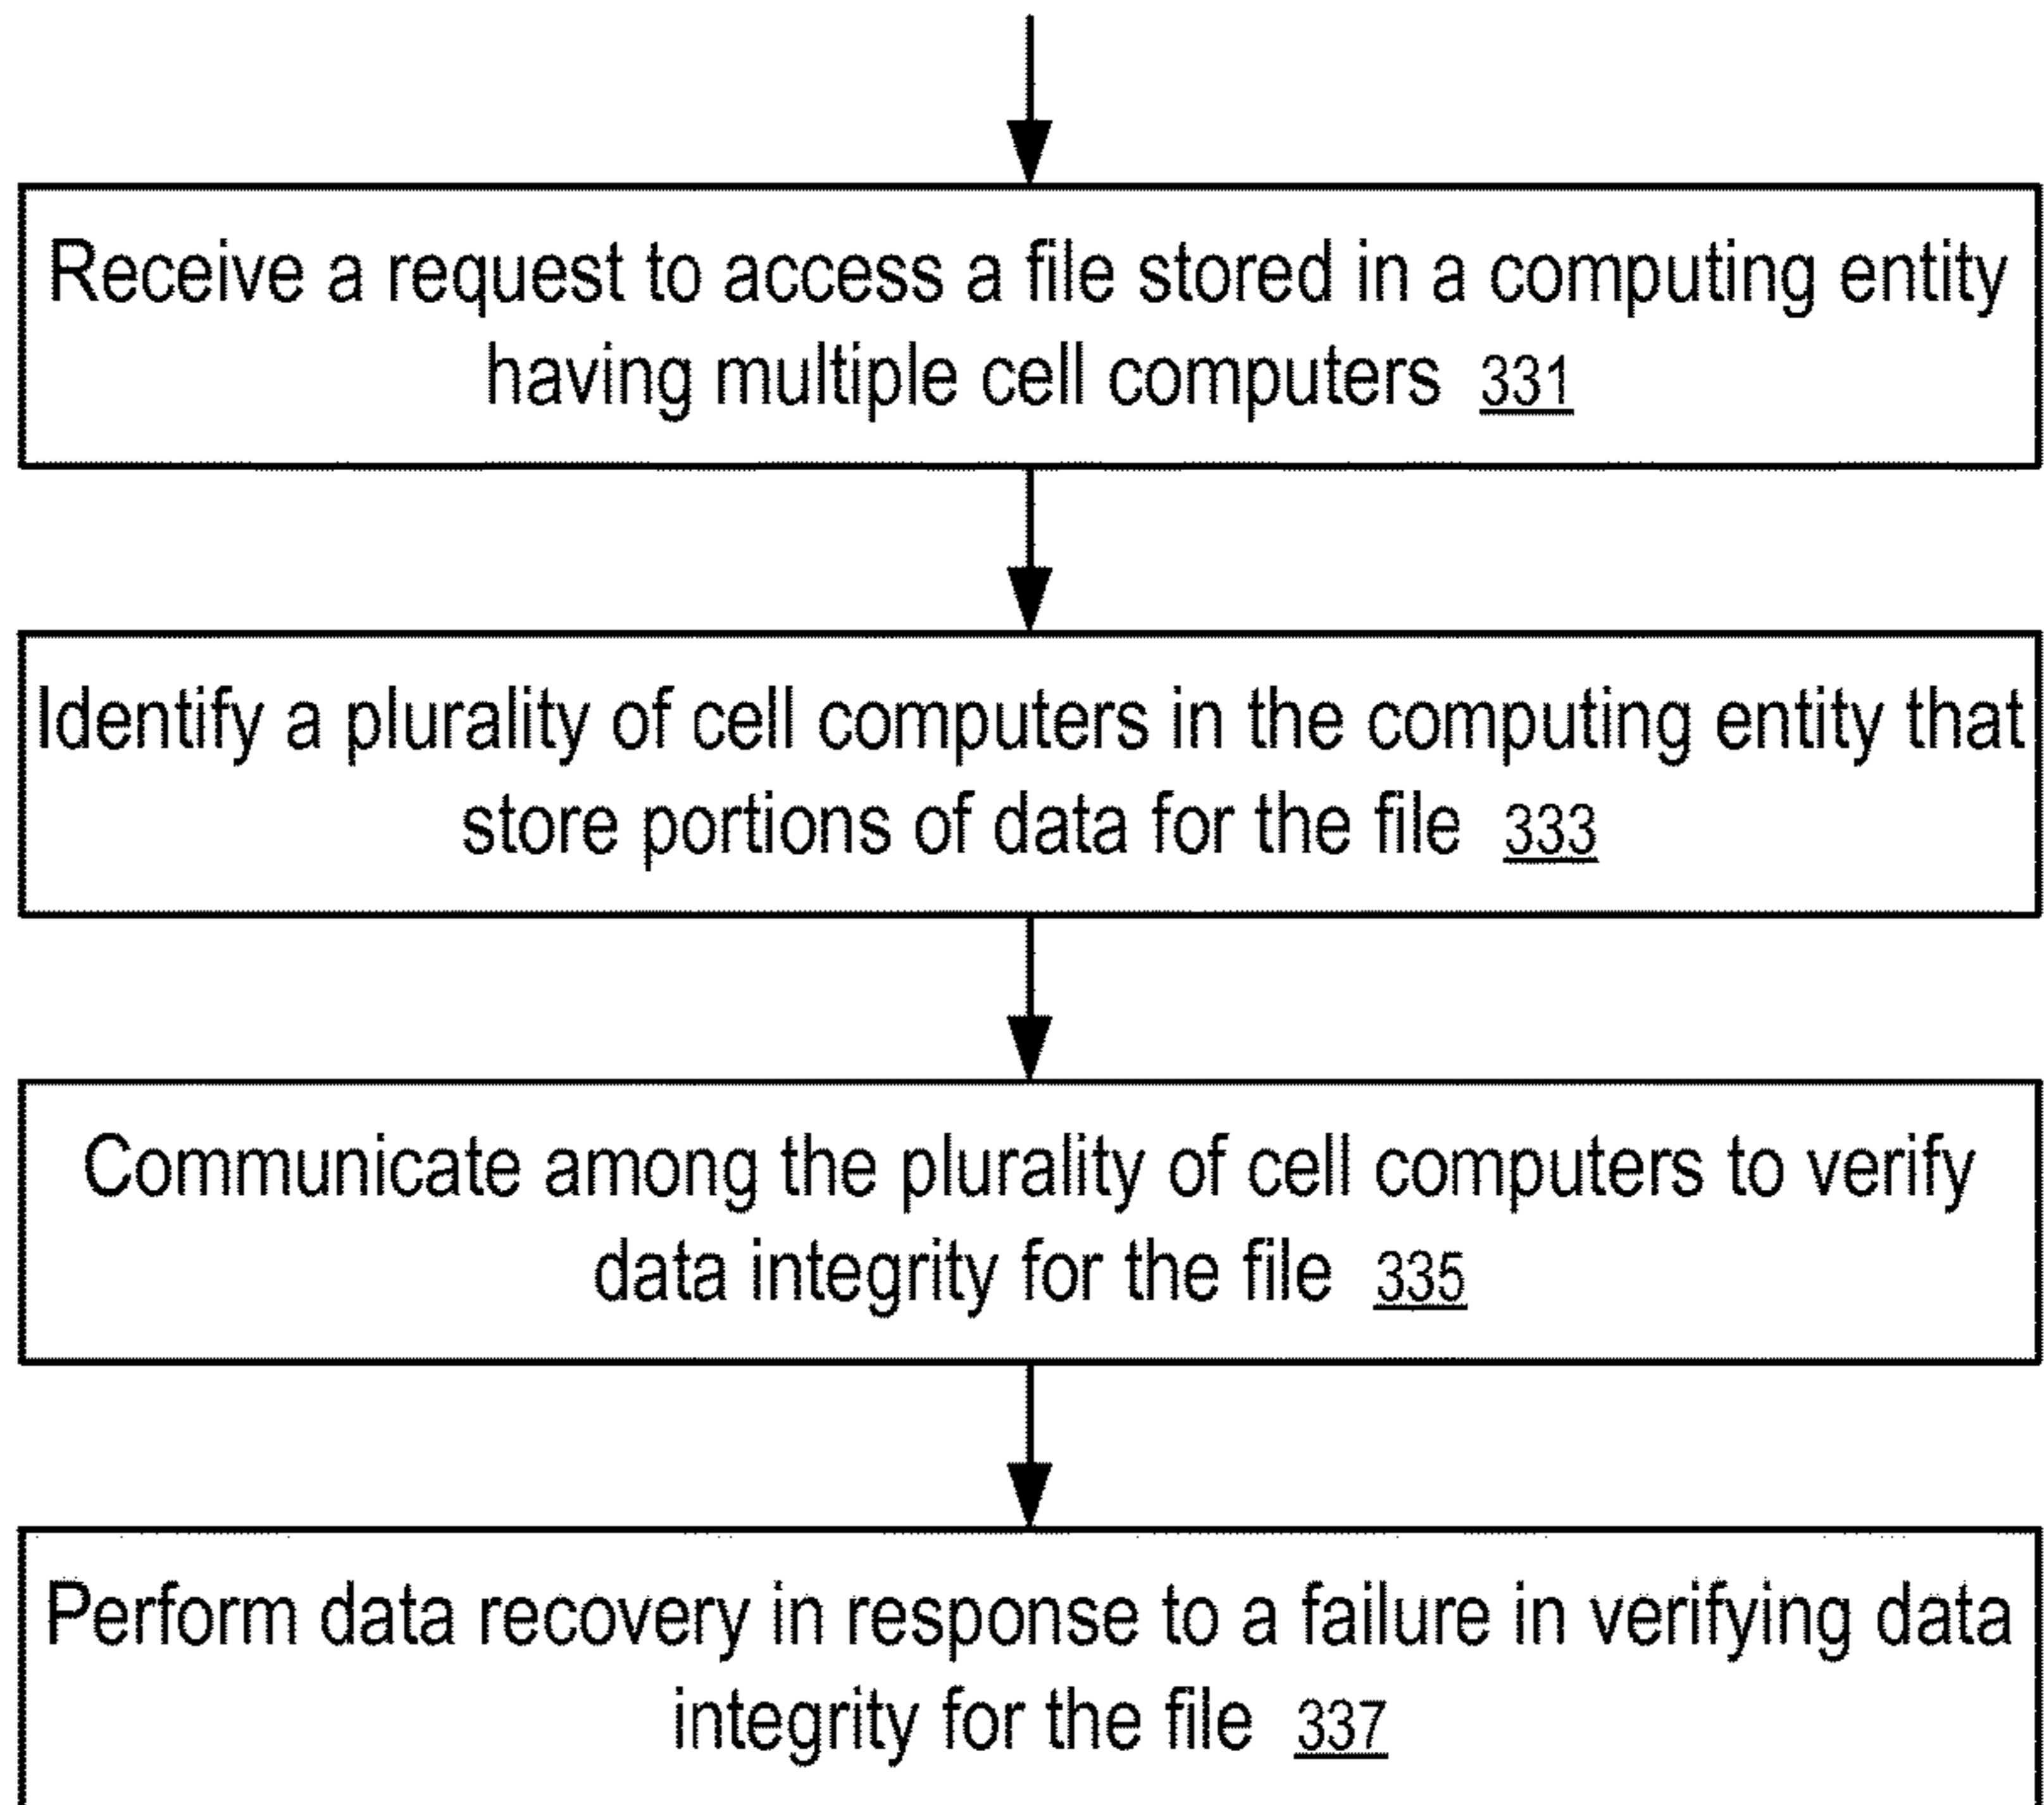 Receive a request to access a file stored in a computing entity
having multiple cell computers 331
Identify a plurality of cell computers in the computing entity that
store portions of data for the file 333
Communicate among the plurality of cell computers to verify
data integrity for the file 335
Perform data recovery in response to a failure in verifying data
integrity for the file 337